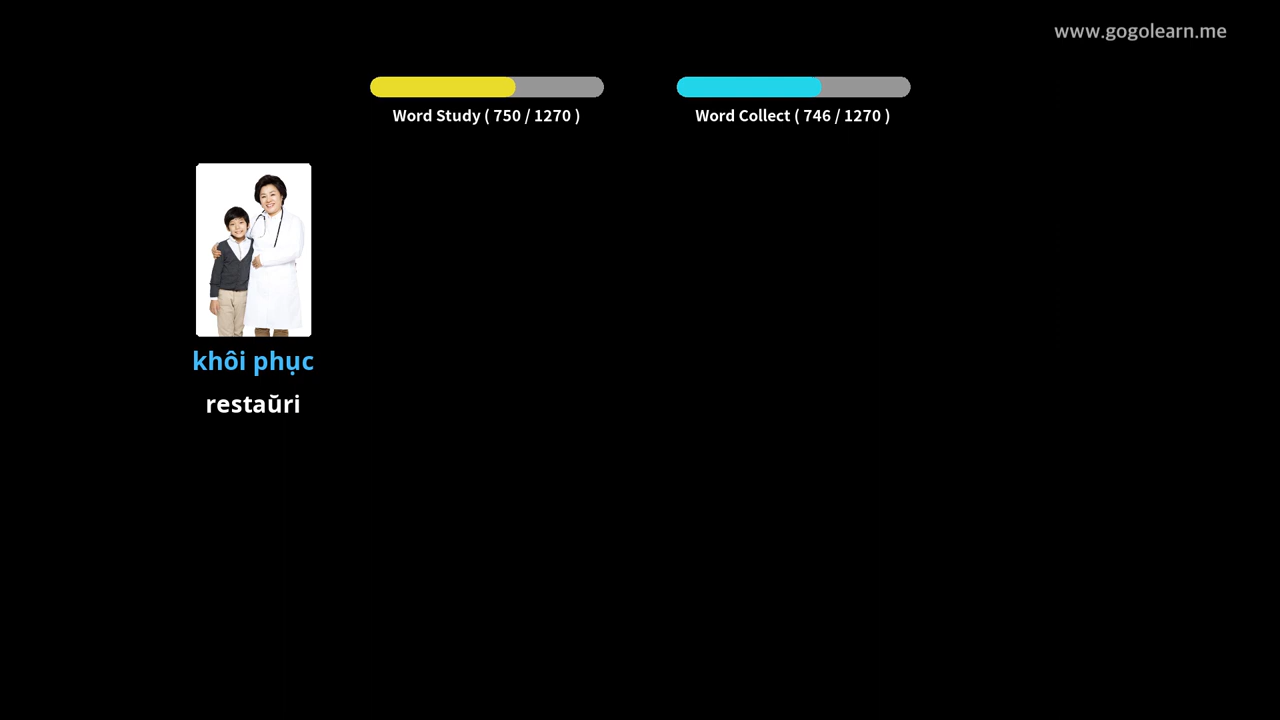 www.gogolearn.me
Word Study ( 750 / 1270 )
Word Collect ( 746 / 1270 )
khôi phục
restaŭri